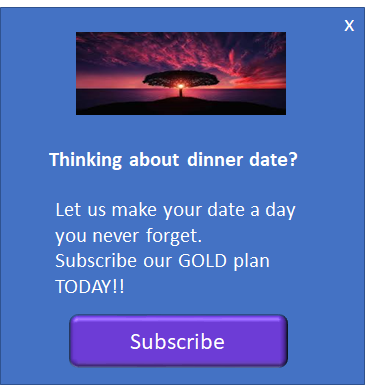 x
Thinking about dinner date?
Let us make your date a day
you never forget.
Subscribe our GOLD plan
TODAY!!
Subscribe